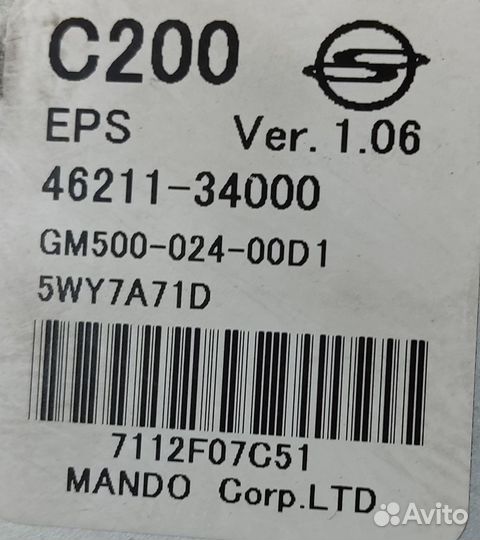 C200
EPS Ver. 1.06
46211-34000
GM500-024-00D1
5WY7A71D
7112F07C51
MANDO Corp.LTD
Avito